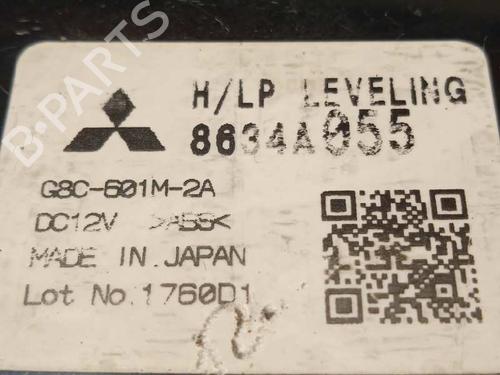 B-PARTS
H/LP LEVELING
8634A055
G8C-601M-2A
DC12V >ABS<
MADE IN JAPAN
Lot No.1760D1